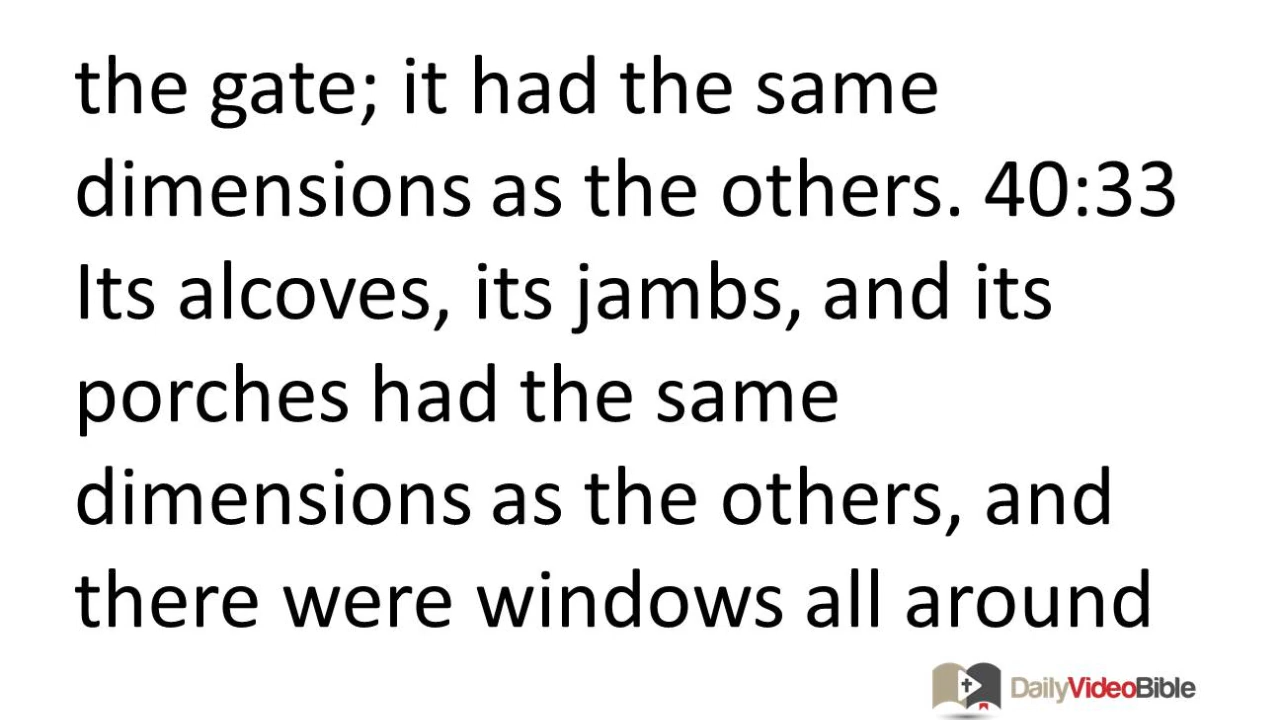 the gate; it had the same
dimensions as the others. 40:33
Its alcoves, its jambs, and its
porches had the same
dimensions as the others, and
there were windows all around
DailyVideoBible